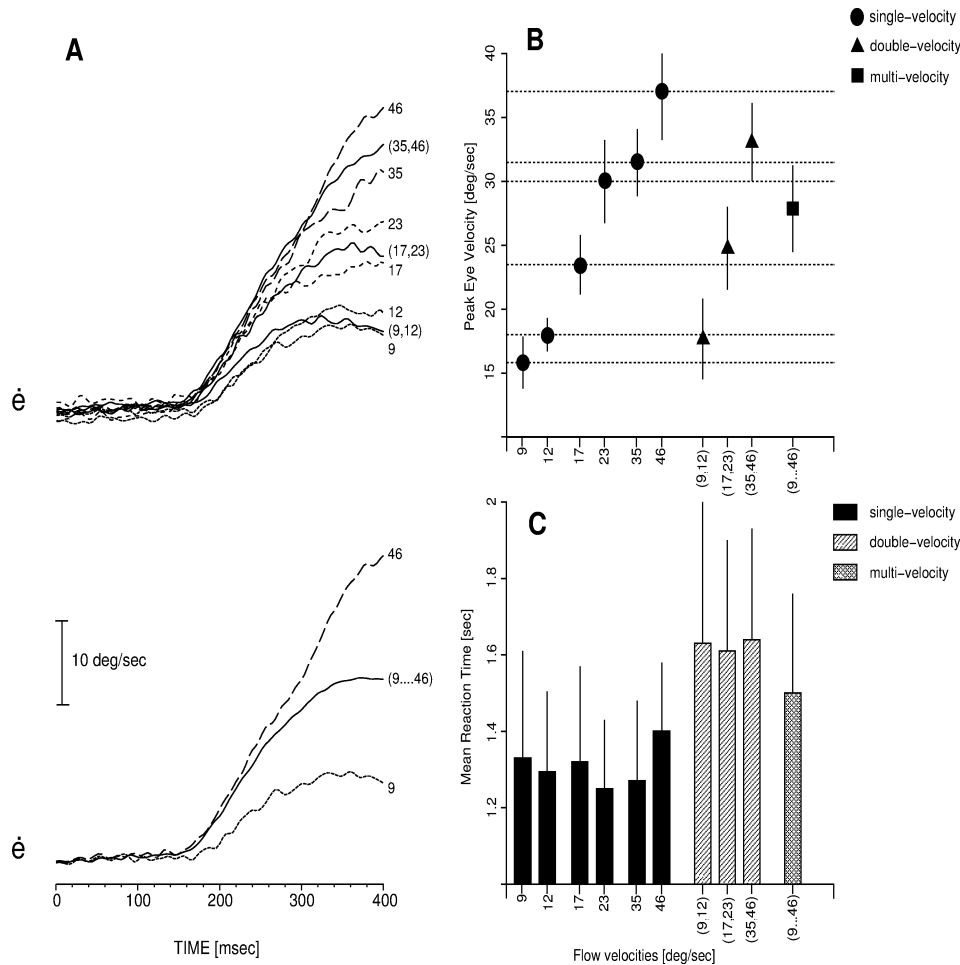 A
46
(35,46)
35
23
(17,23)
17
12
(9,12)
9
ė
46
10 deg/sec
(9....46)
9
ė
0 100 200 300 400
TIME [msec]
B
single-velocity
double-velocity
multi-velocity
Peak Eye Velocity [deg/sec]
40
35
30
25
20
15
9 12 17 23 35 46 (9,12) (17,23) (35,46) (9...46)
C
single-velocity
double-velocity
multi-velocity
Mean Reaction Time [sec]
2
1.8
1.6
1.4
1.2
9 12 17 23 35 46 (9,12) (17,23) (35,46) (9...46)
Flow velocities [deg/sec]